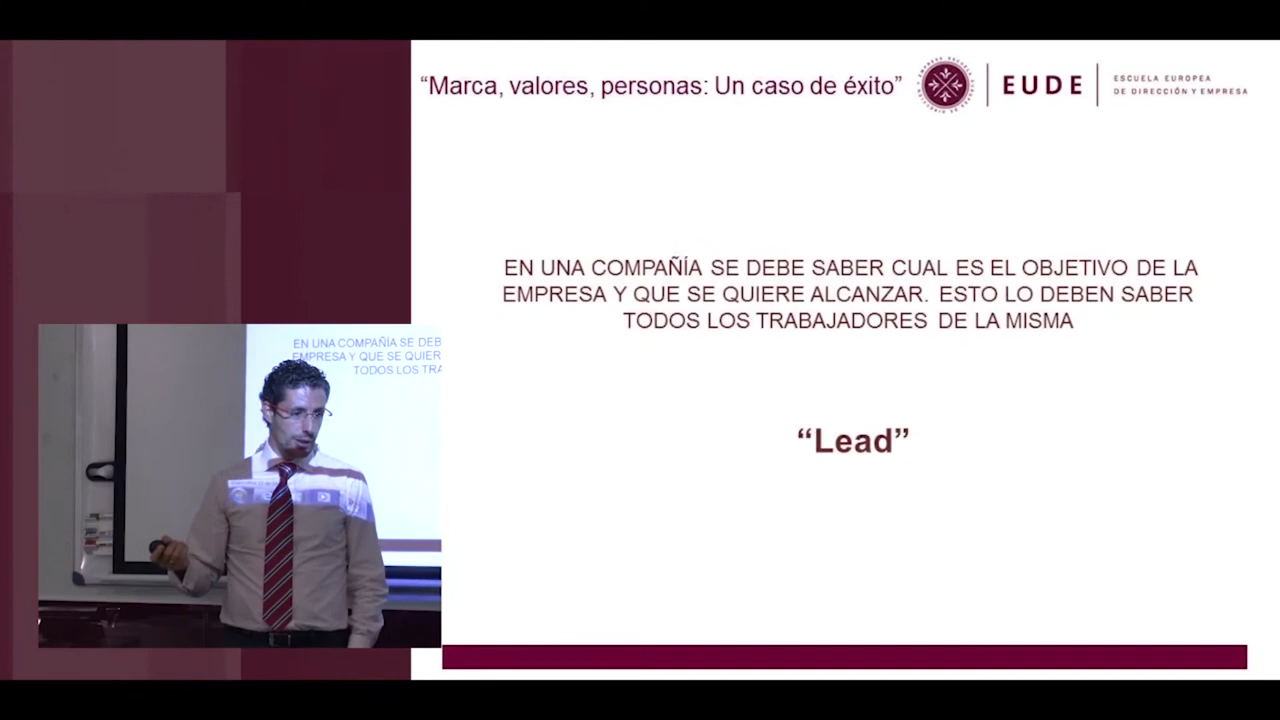 “Marca, valores, personas: Un caso de éxito”
EUDE
ESCUELA EUROPEA
DE DIRECCIÓN Y EMPRESA
EN UNA COMPAÑÍA SE DEBE SABER CUAL ES EL OBJETIVO DE LA
EMPRESA Y QUE SE QUIERE ALCANZAR. ESTO LO DEBEN SABER
TODOS LOS TRABAJADORES DE LA MISMA
“Lead”
EN UNA COMPAÑÍA SE DEB
EMPRESA Y QUE SE QUIER
TODOS LOS TRA